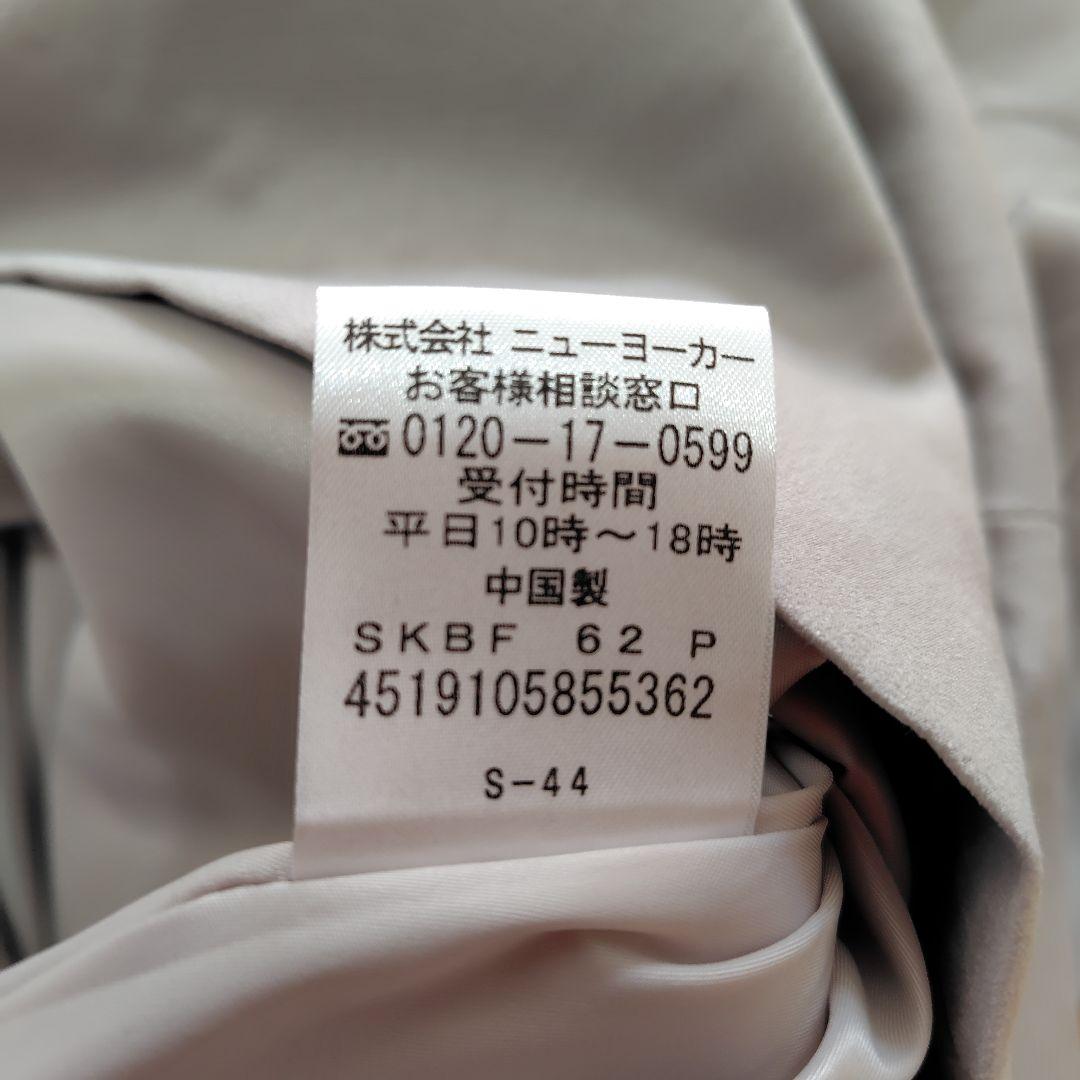 株式会社 ニューヨーカー
お客様相談窓口
0120-17-0599
受付時間
平日10時～18時
中国製
SKBF 62 P
4519105855362
S-44